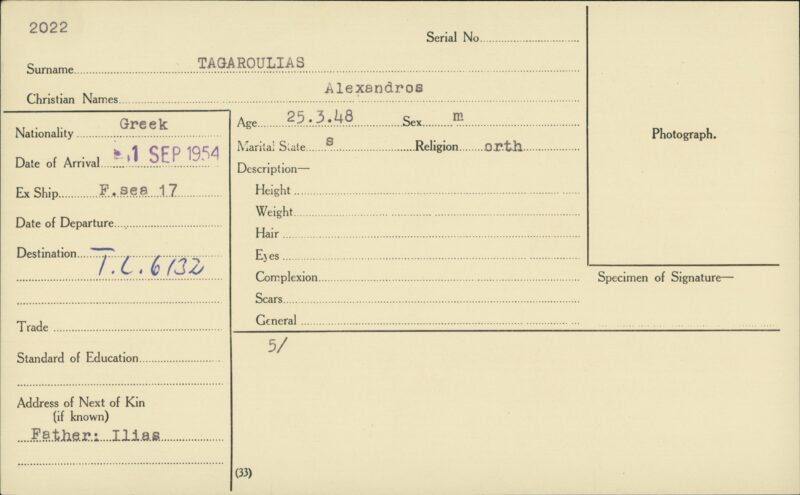 2022
Serial No.
Surname TAGAROULIAS
Christian Names Alexandros
Nationality Greek
Date of Arrival 1 SEP 1954
Ex Ship F.sea 17
Date of Departure
Destination T.L.6132
Trade
Standard of Education
Address of Next of Kin
(if known)
Father: Ilias
Age 25.3.48 Sex m
Marital State s Religion orth
Description—
Height
Weight
Hair
Eyes
Complexion
Scars
General
5/
(33)
Photograph.
Specimen of Signature—